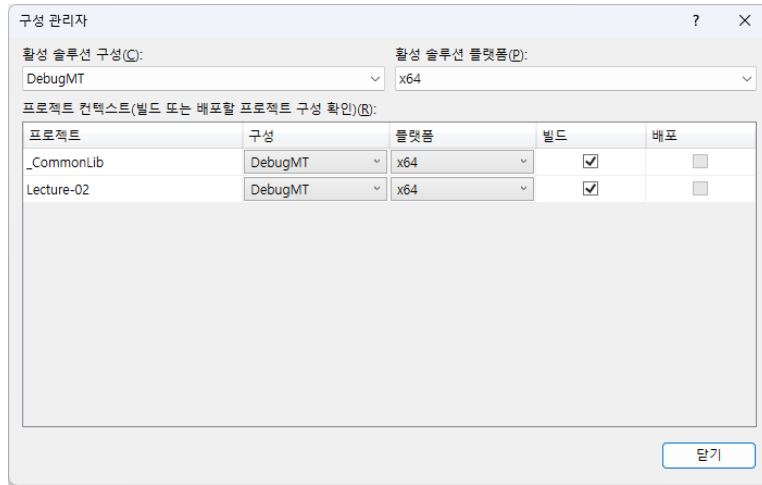 구성 관리자
활성 솔루션 구성(C): 활성 솔루션 플랫폼(P):
DebugMT x64
프로젝트 컨텍스트(빌드 또는 배포할 프로젝트 구성 확인)(R):
프로젝트 구성 플랫폼 빌드 배포
_CommonLib DebugMT x64
Lecture-02 DebugMT x64
닫기